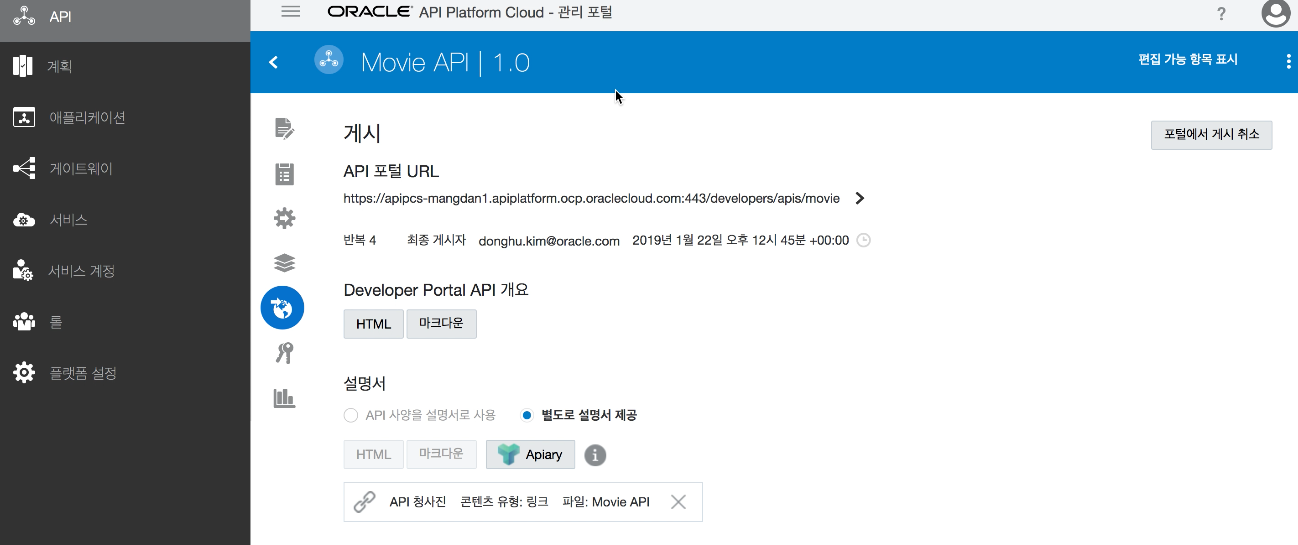 API
계획
애플리케이션
게이트웨이
서비스
서비스 계정
롤
플랫폼 설정
ORACLE® API Platform Cloud - 관리 포털
?
Movie API | 1.0
편집 가능 항목 표시
게시
포털에서 게시 취소
API 포털 URL
https://apipcs-mangdan1.apiplatform.ocp.oraclecloud.com:443/developers/apis/movie
반복 4 최종 게시자 donghu.kim@oracle.com 2019년 1월 22일 오후 12시 45분 +00:00
Developer Portal API 개요
HTML 마크다운
설명서
API 사양을 설명서로 사용 별도로 설명서 제공
HTML 마크다운 Apiary i
API 청사진 콘텐츠 유형: 링크 파일: Movie API